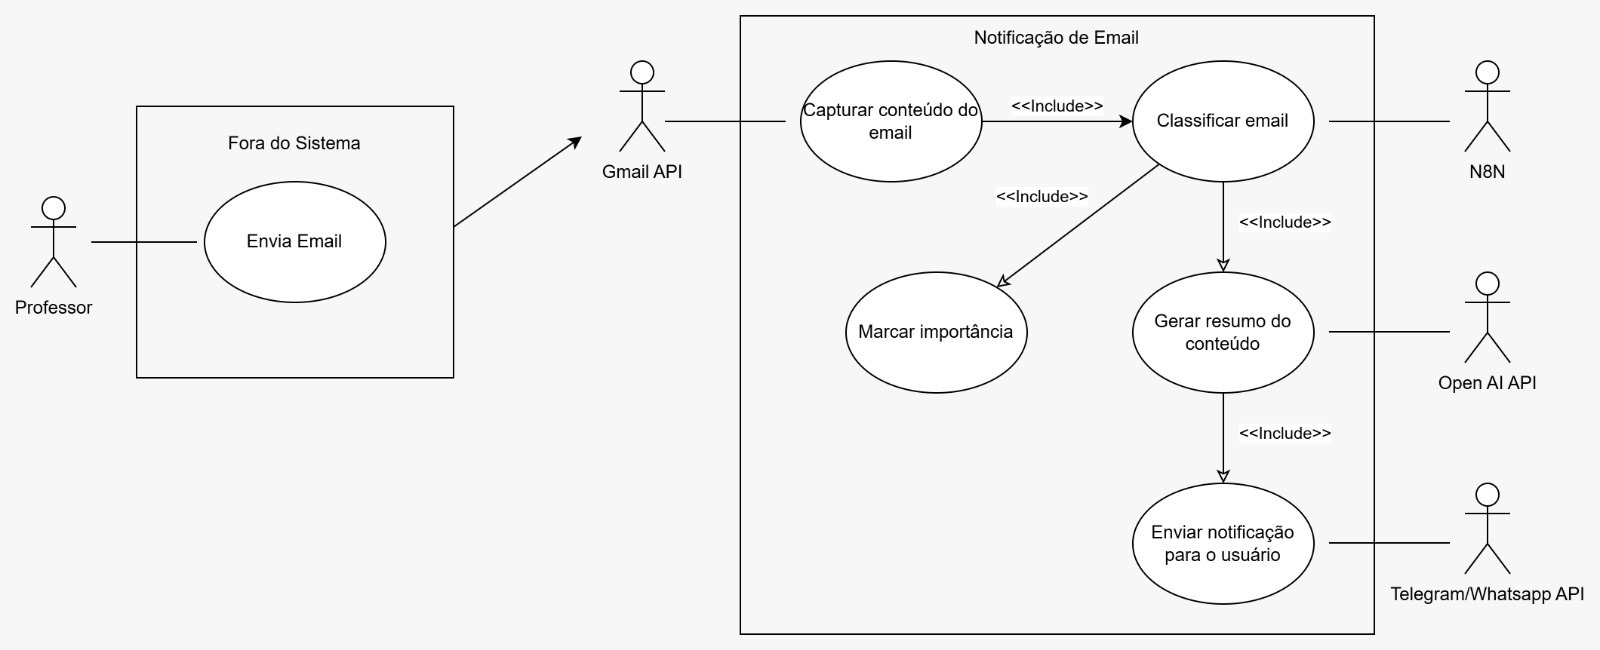 Notificação de Email
Capturar conteúdo do
email
<<Include>>
Classificar email
Fora do Sistema
Gmail API
N8N
<<Include>>
<<Include>>
Envia Email
Professor
Marcar importância
Gerar resumo do
conteúdo
Open AI API
<<Include>>
Enviar notificação
para o usuário
Telegram/Whatsapp API